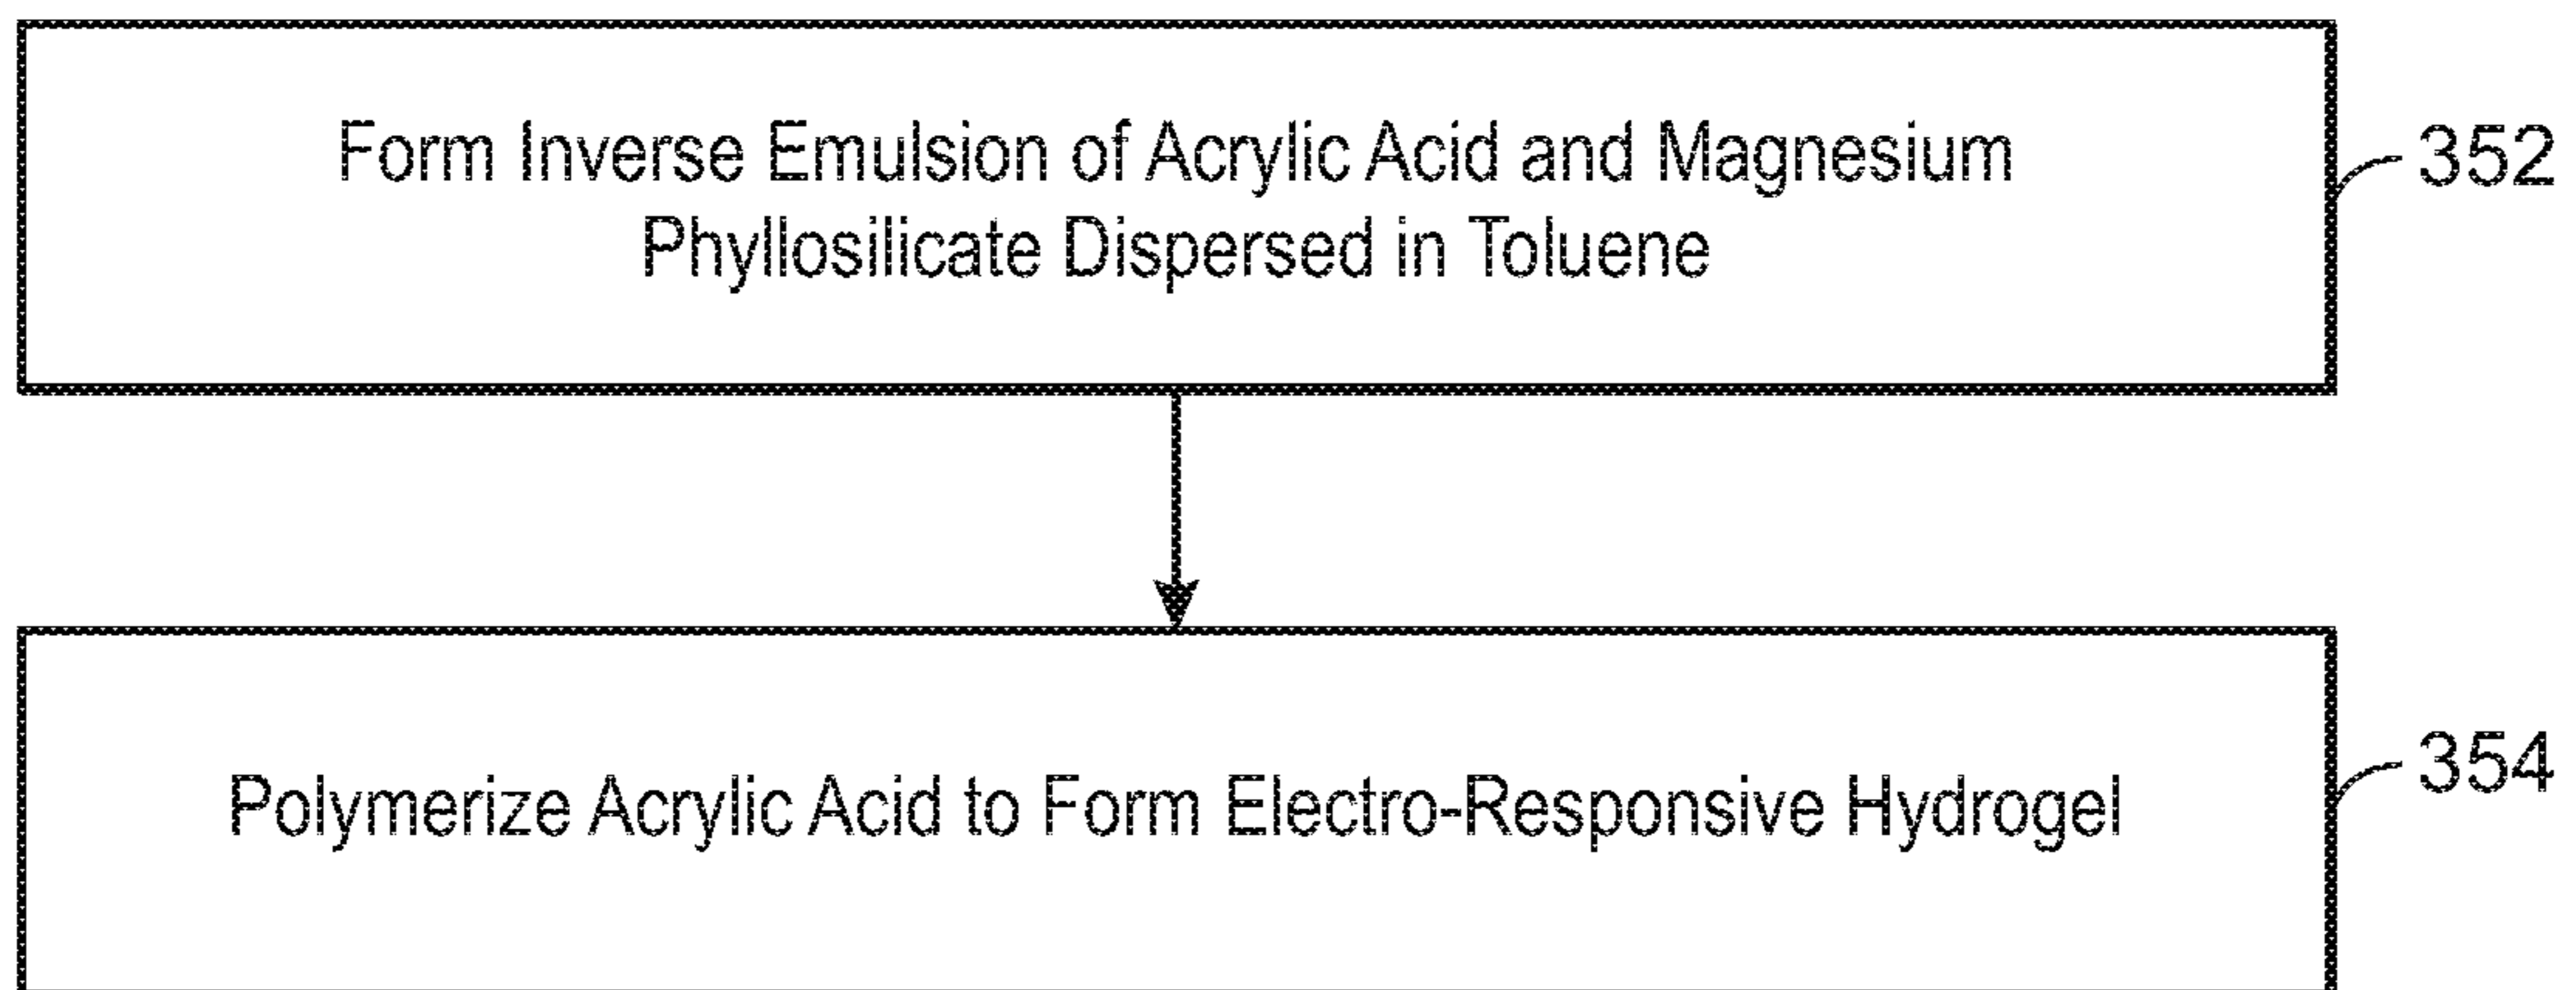 Form Inverse Emulsion of Acrylic Acid and Magnesium
Phyllosilicate Dispersed in Toluene
352
Polymerize Acrylic Acid to Form Electro-Responsive Hydrogel
354